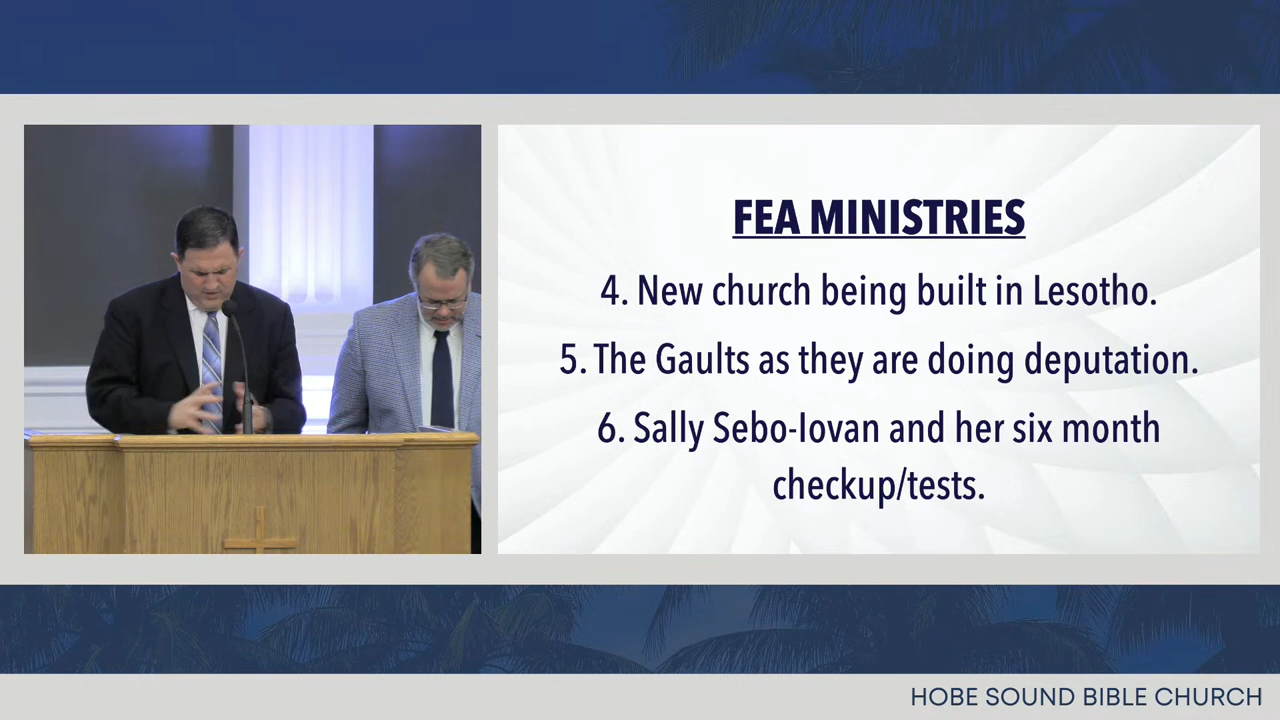 FEA MINISTRIES
4. New church being built in Lesotho.
5. The Gaults as they are doing deputation.
6. Sally Sebo-Iovan and her six month
checkup/tests.
HOBE SOUND BIBLE CHURCH